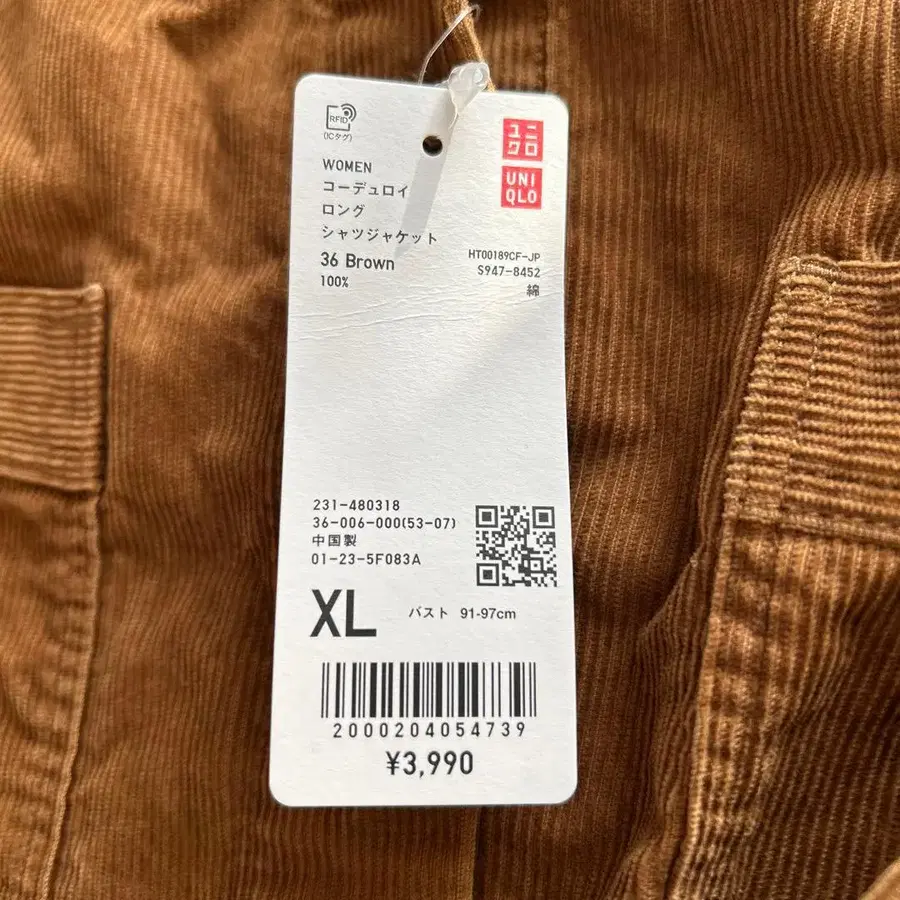 RFID
(ICタグ)
ユニ
クロ
UNI
QLO
WOMEN
コーデュロイ
ロング
シャツジャケット
36 Brown
100%
HT00189CF-JP
S947-8452
綿
231-480318
36-006-000(53-07)
中国製
01-23-5F083A
XL バスト 91-97cm
2000204054739
¥3,990